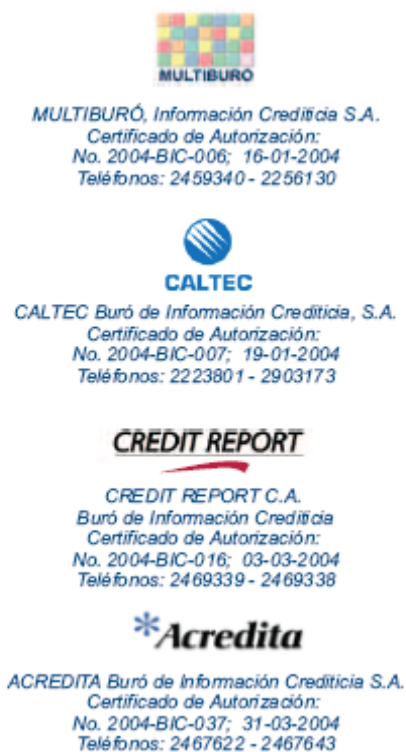 MULTIBURÓ
MULTIBURÓ, Información Crediticia S.A.
Certificado de Autorización:
No. 2004-BIC-006; 16-01-2004
Teléfonos: 2459340 - 2256130
CALTEC
CALTEC Buró de Información Crediticia, S.A.
Certificado de Autorización:
No. 2004-BIC-007; 19-01-2004
Teléfonos: 2223801 - 2903173
CREDIT REPORT
CREDIT REPORT C.A.
Buró de Información Crediticia
Certificado de Autorización:
No. 2004-BIC-016; 03-03-2004
Teléfonos: 2469339 - 2469338
*Acredita
ACREDITA Buró de Información Crediticia S.A.
Certificado de Autorización:
No. 2004-BIC-037; 31-03-2004
Teléfonos: 2467622 - 2467643